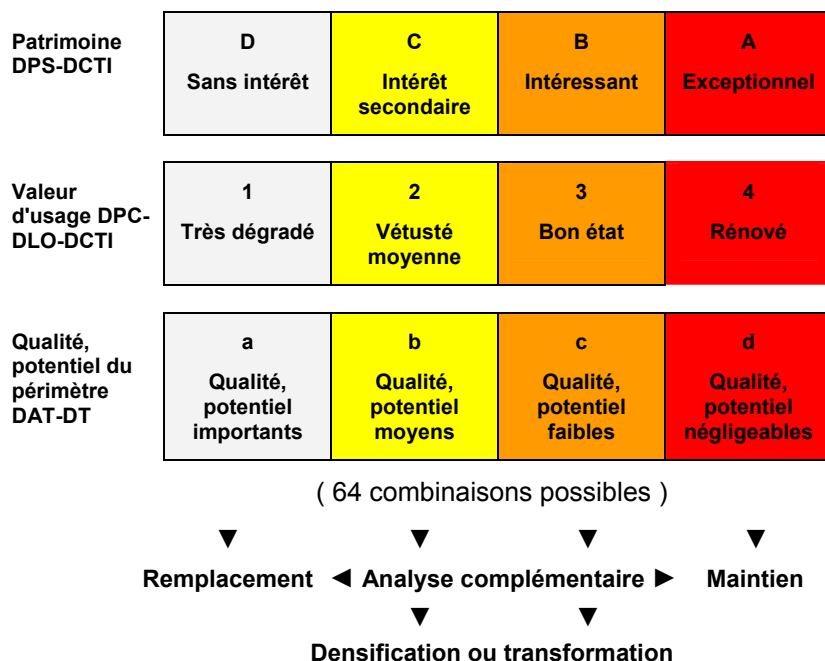 Patrimoine
DPS-DCTI
D
Sans intérêt
C
Intérêt
secondaire
B
Intéressant
A
Exceptionnel
Valeur
d'usage DPC-
DLO-DCTI
1
Très dégradé
2
Vétusté
moyenne
3
Bon état
4
Rénové
Qualité,
potentiel du
périmètre
DAT-DT
a
Qualité,
potentiel
importants
b
Qualité,
potentiel
moyens
c
Qualité,
potentiel
faibles
d
Qualité,
potentiel
négligeables
( 64 combinaisons possibles )
▼ ▼ ▼ ▼
Remplacement ◄ Analyse complémentaire ► Maintien
▼ ▼
Densification ou transformation